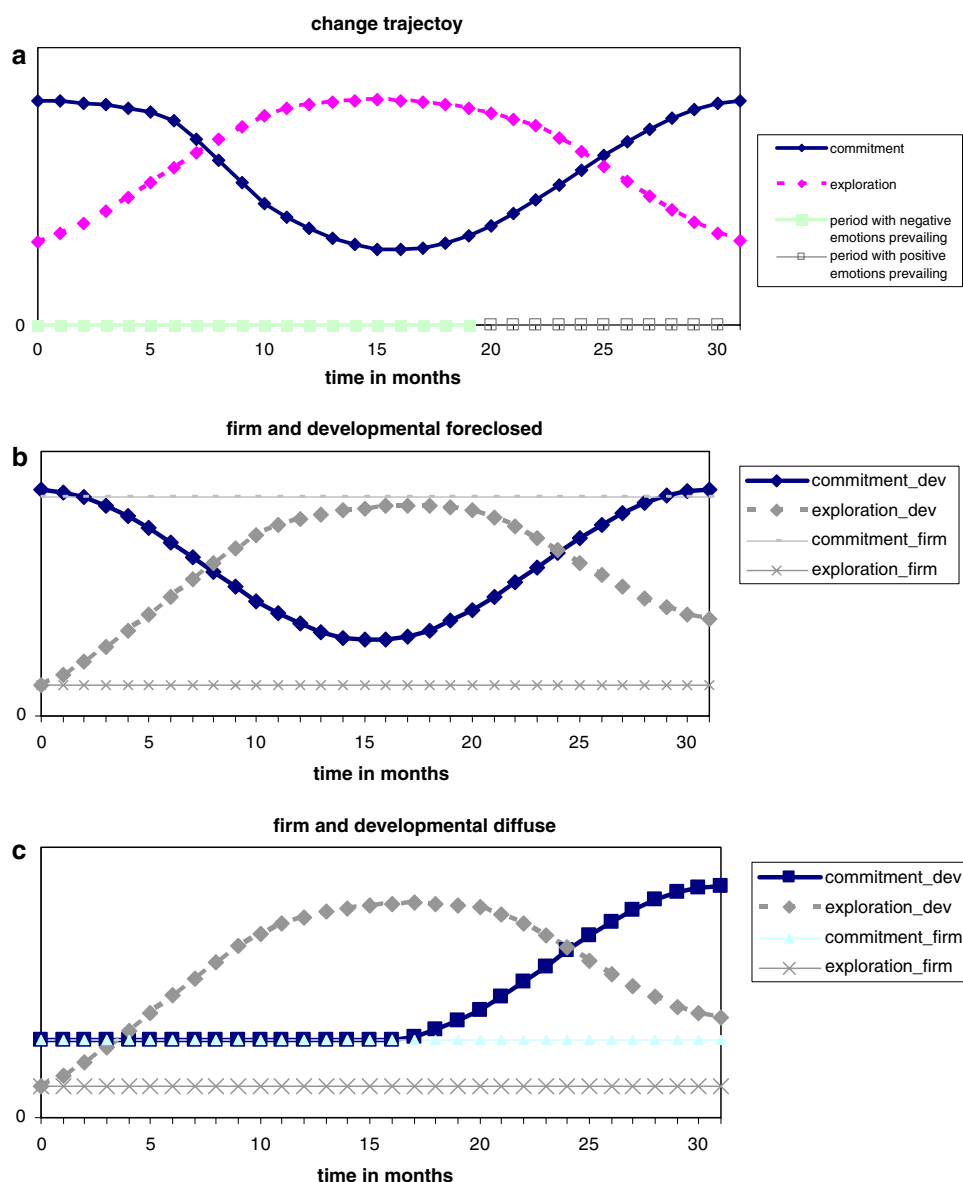 change trajectoy
a
commitment
exploration
period with negative
emotions prevailing
period with positive
emotions prevailing
0
0 5 10 15 20 25 30
time in months
firm and developmental foreclosed
b
commitment_dev
exploration_dev
commitment_firm
exploration_firm
0
0 5 10 15 20 25 30
time in months
firm and developmental diffuse
c
commitment_dev
exploration_dev
commitment_firm
exploration_firm
0
0 5 10 15 20 25 30
time in months